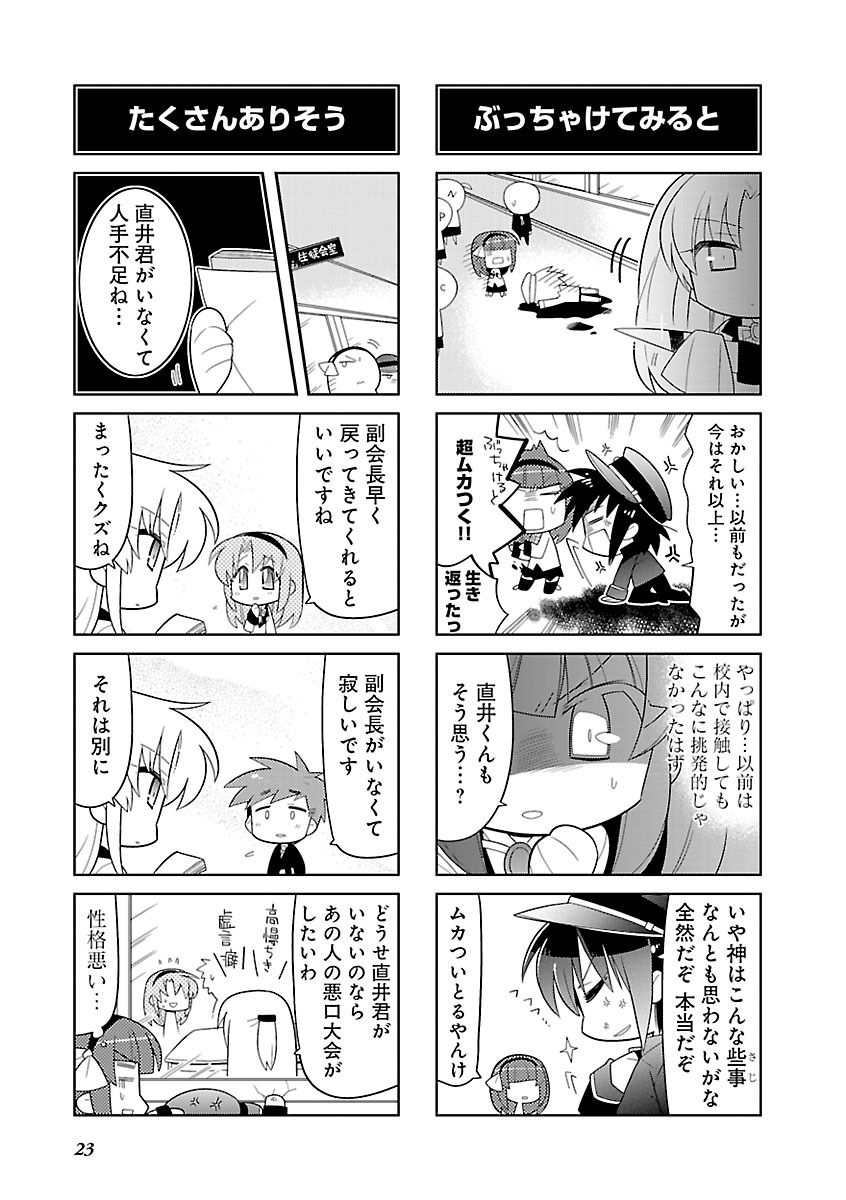 ぶっちゃけてみると
N
P
C
おかしい…以前もだったが
今はそれ以上…
ぶっちゃけると
超ムカつく!!
生き
返ったっ
やっぱり…以前は
校内で接触しても
こんなに挑発的じゃ
なかったはず
直井くんも
そう思う…?
いや神はこんな些事
さじ
なんとも思わないがな
全然だぞ 本当だぞ
ムカついとるやんけ
たくさんありそう
生徒会室
直井君がいなくて
人手不足ね…
副会長早く
戻ってきてくれると
いいですね
まったくクズね
副会長がいなくて
寂しいです
それは別に
どうせ直井君が
いないのなら
あの人の悪口大会が
したいわ
高慢ちき
虚言癖
性格悪い…
23